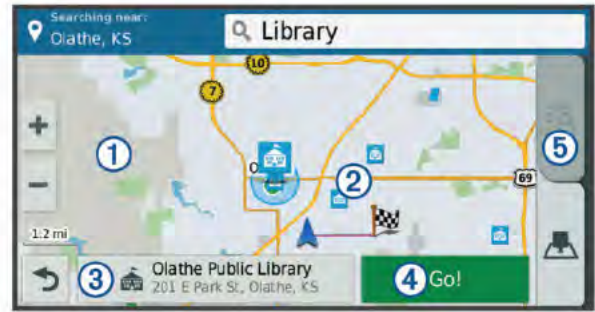 Searching near:
Olathe, KS
Library
10
7
+
1
5
2
69
−
1.2 mi
3
Olathe Public Library
201 E Park St, Olathe, KS
4
Go!